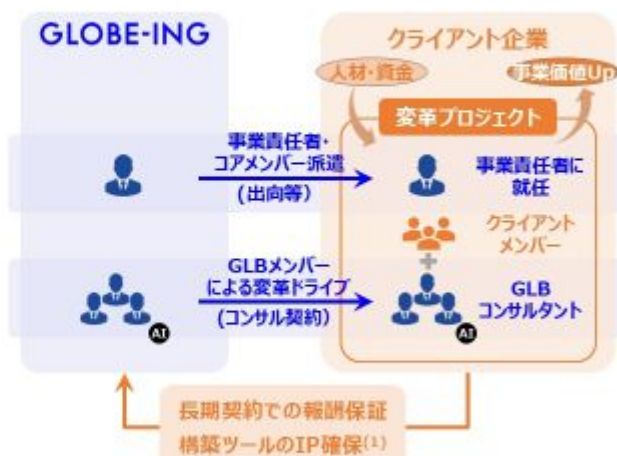 GLOBE-ING
クライアント企業
人材・資金
事業価値Up
変革プロジェクト
事業責任者・
コアメンバー派遣
(出向等)
事業責任者に
就任
クライアント
メンバー
GLBメンバー
による変革ドライブ
(コンサル契約)
GLB
コンサルタント
AI
AI
長期契約での報酬保証
構築ツールのIP確保(1)